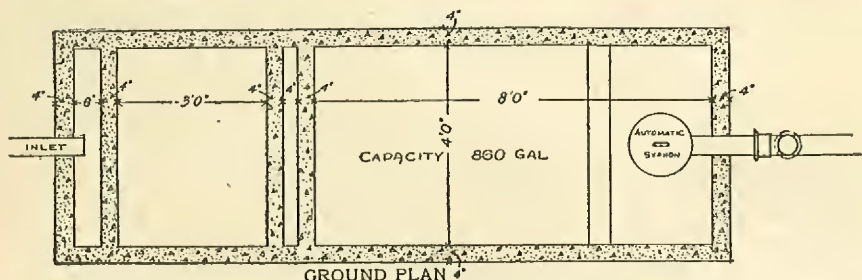 4"
4" 6" 4" 3'0" 4" 4" 4" 8'0" 4"
4'0"
INLET
AUTOMATIC
SYPHON
CAPACITY 860 GAL
GROUND PLAN 4"